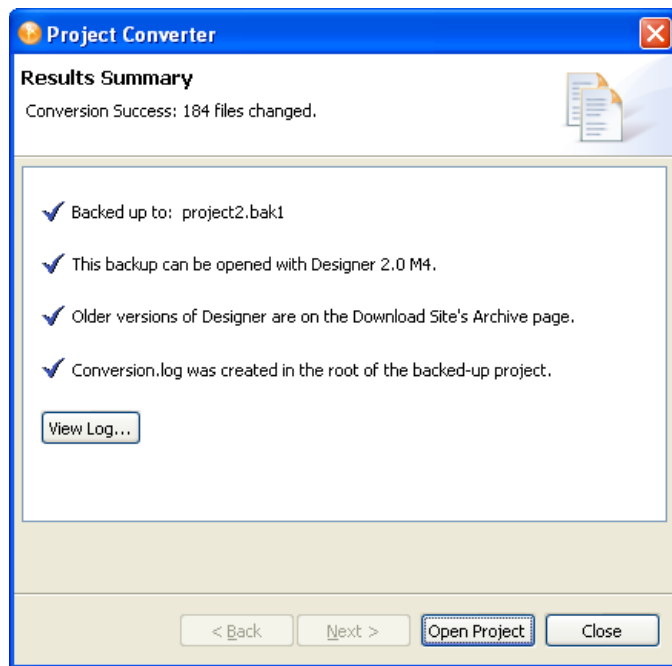 Project Converter
Results Summary
Conversion Success: 184 files changed.
Backed up to:  project2.bak1
This backup can be opened with Designer 2.0 M4.
Older versions of Designer are on the Download Site's Archive page.
Conversion.log was created in the root of the backed-up project.
View Log...
< Back
Next >
Open Project
Close